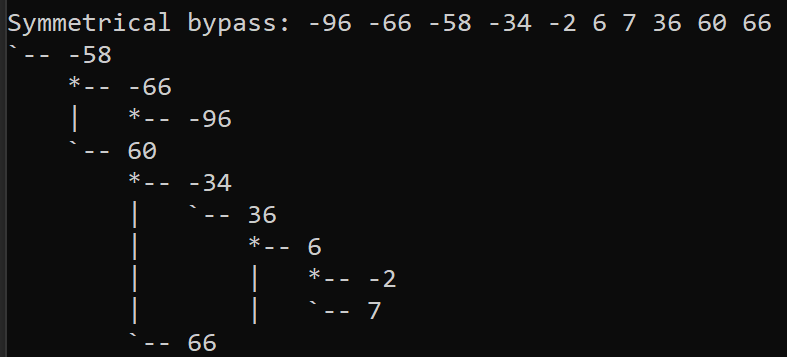 Symmetrical bypass: -96 -66 -58 -34 -2 6 7 36 60 66
`-- -58
    *-- -66
    |   *-- -96
    `-- 60
        *-- -34
        |   `-- 36
        |       *-- 6
        |       |   *-- -2
        |       |   `-- 7
        `-- 66